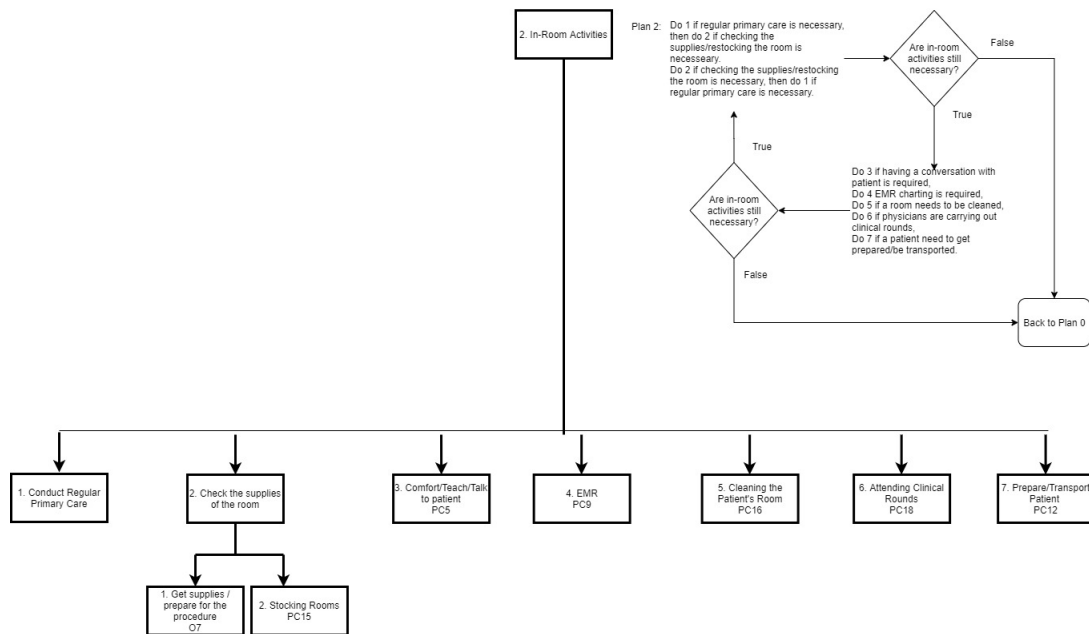 2. In-Room Activities
Plan 2:
Do 1 if regular primary care is necessary,
then do 2 if checking the
supplies/restocking the room is
necesseary.
Do 2 if checking the supplies/restocking
the room is necessary, then do 1 if
regular primary care is necessary.
Are in-room
activities still
necessary?
False
True
Do 3 if having a conversation with
patient is required,
Do 4 EMR charting is required,
Do 5 if a room needs to be cleaned,
Do 6 if physicians are carrying out
clinical rounds,
Do 7 if a patient need to get
prepared/be transported.
True
Are in-room
activities still
necessary?
False
Back to Plan 0
1. Conduct Regular
Primary Care
2. Check the supplies
of the room
3. Comfort/Teach/Talk
to patient
PC5
4. EMR
PC9
5. Cleaning the
Patient's Room
PC16
6. Attending Clinical
Rounds
PC18
7. Prepare/Transport
Patient
PC12
1. Get supplies /
prepare for the
procedure
O7
2. Stocking Rooms
PC15